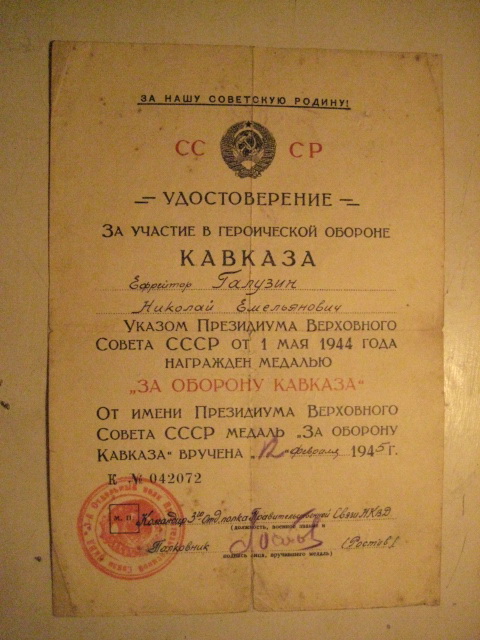 ЗА НАШУ СОВЕТСКУЮ РОДИНУ!
СС СР
УДОСТОВЕРЕНИЕ
ЗА УЧАСТИЕ В ГЕРОИЧЕСКОЙ ОБОРОНЕ
КАВКАЗА
Ефрейтор Галузин
Николай Емельянович
УКАЗОМ ПРЕЗИДИУМА ВЕРХОВНОГО
СОВЕТА СССР ОТ 1 МАЯ 1944 ГОДА
НАГРАЖДЕН МЕДАЛЬЮ
„ЗА ОБОРОНУ КАВКАЗА“
ОТ ИМЕНИ ПРЕЗИДИУМА ВЕРХОВНОГО
СОВЕТА СССР МЕДАЛЬ „ЗА ОБОРОНУ
КАВКАЗА“ ВРУЧЕНА „12“ февраля 1945 г.
К № 042072
М. П.
Командир 3го Отд. полка Правительственной Связи НКВД
(должность, военное звание и
Полковник (Ростов)
подпись лица, вручившего медаль)